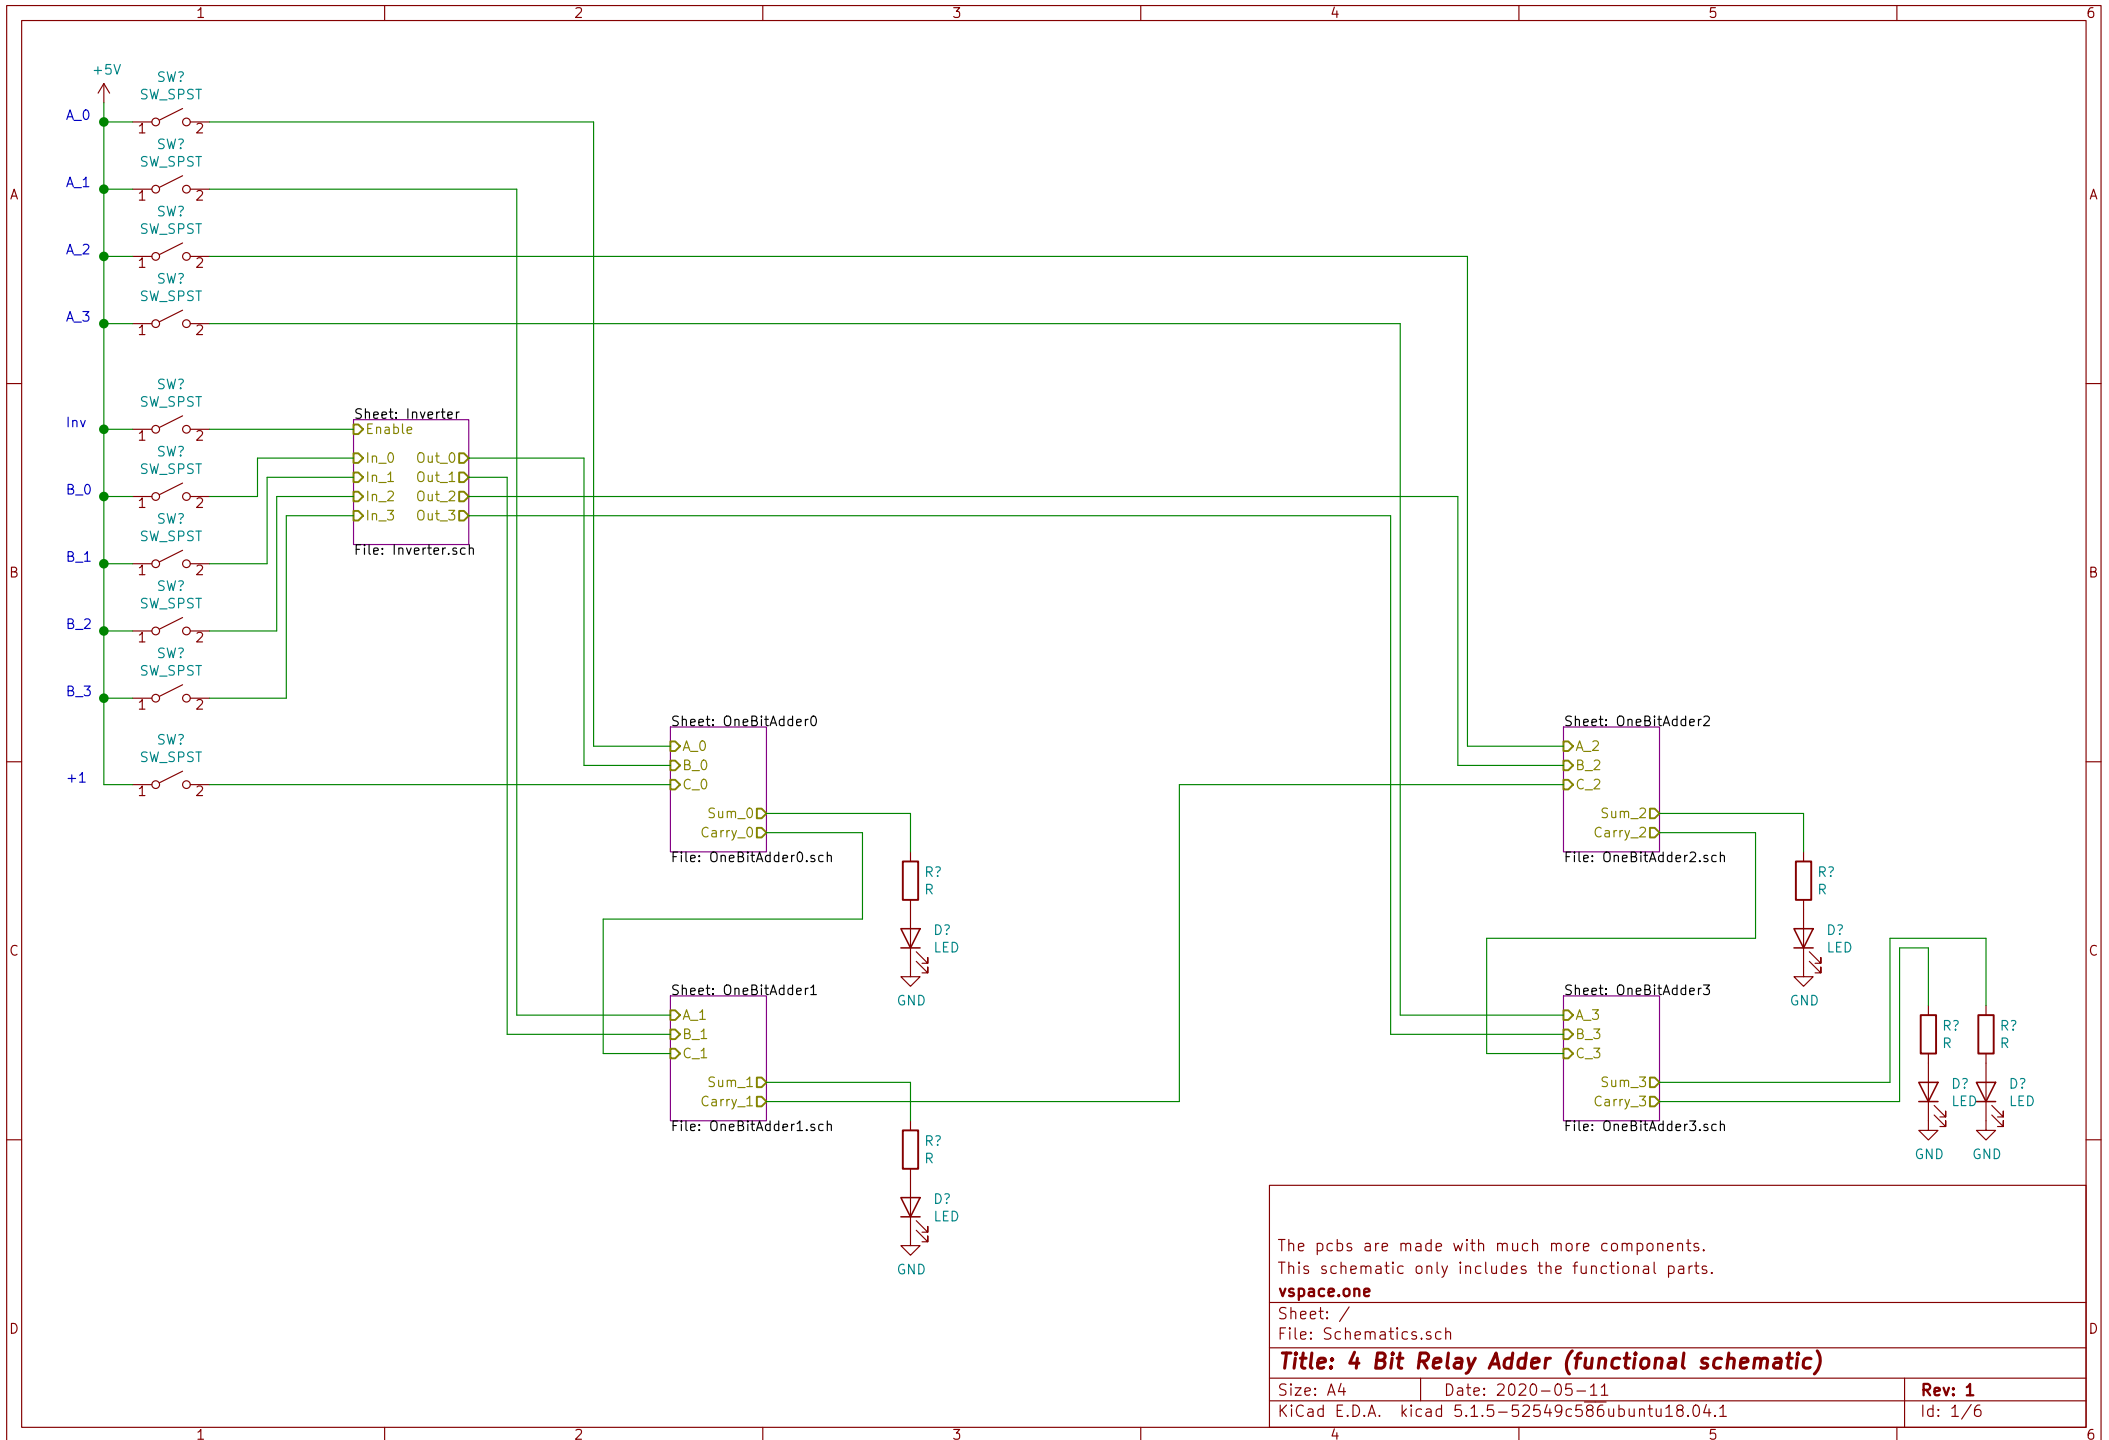 1 2 3 4 5 6
+5V
SW?
SW_SPST
A_0
1 2
SW?
SW_SPST
A_1
1 2
SW?
SW_SPST
A_2
1 2
SW?
SW_SPST
A_3
1 2
A A
SW?
SW_SPST
Inv
1 2
SW?
SW_SPST
B_0
1 2
SW?
SW_SPST
B_1
1 2
SW?
SW_SPST
B_2
1 2
SW?
SW_SPST
B_3
1 2
SW?
SW_SPST
+1
1 2
B B
Sheet: Inverter
Enable
In_0 Out_0
In_1 Out_1
In_2 Out_2
In_3 Out_3
File: Inverter.sch
Sheet: OneBitAdder0
A_0
B_0
C_0
Sum_0
Carry_0
File: OneBitAdder0.sch
R?
R
D?
LED
GND
Sheet: OneBitAdder2
A_2
B_2
C_2
Sum_2
Carry_2
File: OneBitAdder2.sch
R?
R
D?
LED
GND
C C
Sheet: OneBitAdder1
A_1
B_1
C_1
Sum_1
Carry_1
File: OneBitAdder1.sch
R?
R
D?
LED
GND
Sheet: OneBitAdder3
A_3
B_3
C_3
Sum_3
Carry_3
File: OneBitAdder3.sch
R?
R
D?
LED
GND
R?
R
D?
LED
GND
D D
The pcbs are made with much more components.
This schematic only includes the functional parts.
vspace.one
Sheet: /
File: Schematics.sch
Title: 4 Bit Relay Adder (functional schematic)
Size: A4 Date: 2020-05-11 Rev: 1
KiCad E.D.A. kicad 5.1.5-52549c586ubuntu18.04.1 Id: 1/6
1 2 3 4 5 6